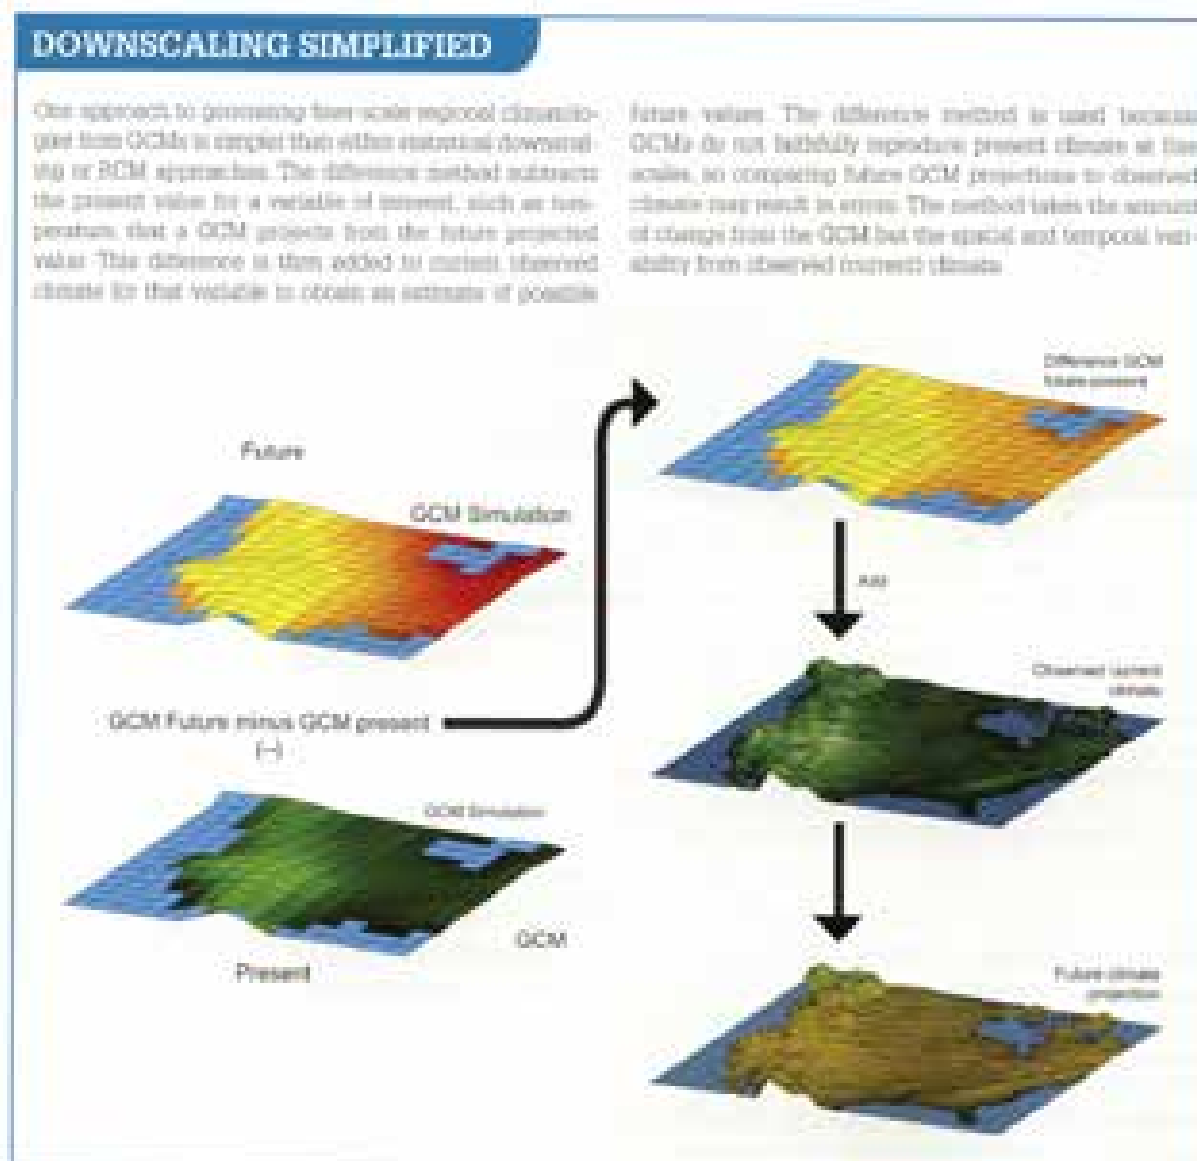 DOWNSCALING SIMPLIFIED
One approach to generating finer-scale regional climatolo-
gies from GCMs is simpler than either statistical downscal-
ing or RCM approaches. The difference method subtracts
the present value for a variable of interest, such as tem-
perature, that a GCM projects from the future projected
value. This difference is then added to current observed
climate for that variable to obtain an estimate of possible
future values. The difference method is used because
GCMs do not faithfully reproduce present climate at fine
scales, so comparing future GCM projections to observed
climate may result in errors. The method takes the amount
of change from the GCM but the spatial and temporal vari-
ability from observed (current) climate.
Difference GCM
future-present
Future
GCM Simulation
Add
Observed current
climate
GCM Future minus GCM present
(–)
GCM Simulation
GCM
Present
Future climate
projection